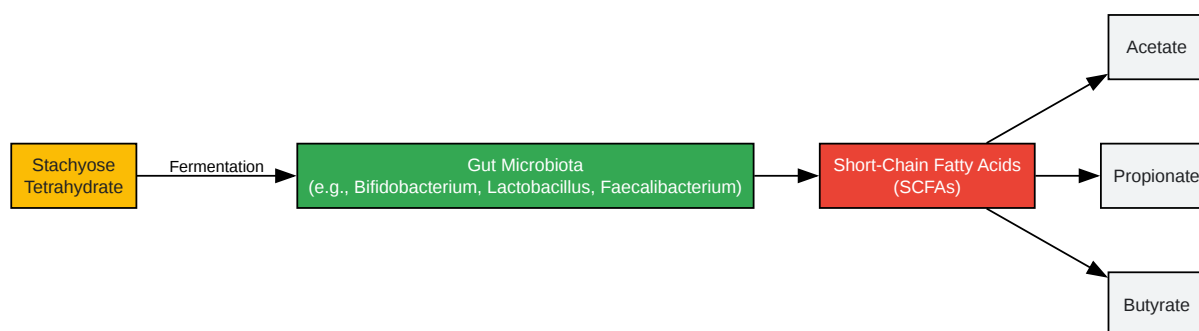 Stachyose
Tetrahydrate
Fermentation
Gut Microbiota
(e.g., Bifidobacterium, Lactobacillus, Faecalibacterium)
Short-Chain Fatty Acids
(SCFAs)
Acetate
Propionate
Butyrate